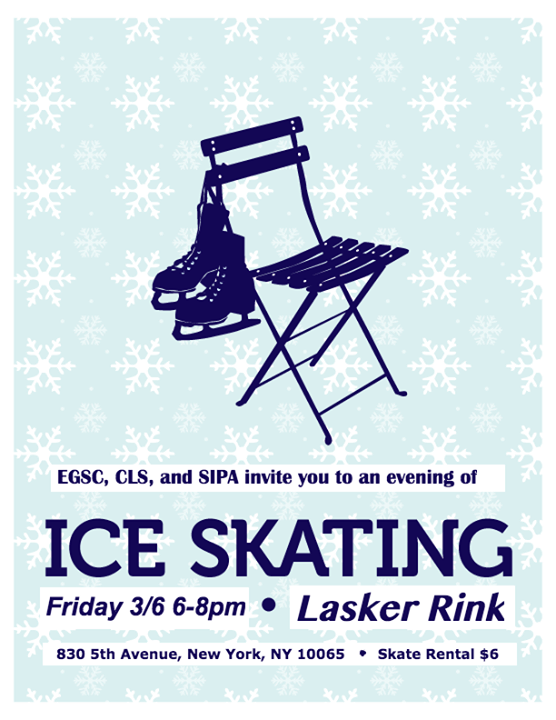 EGSC, CLS, and SIPA invite you to an evening of
ICE SKATING
Friday 3/6 6-8pm • Lasker Rink
830 5th Avenue, New York, NY 10065 • Skate Rental $6